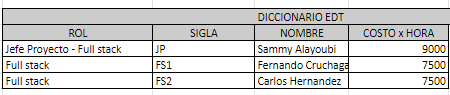 DICCIONARIO EDT
ROL SIGLA NOMBRE COSTO x HORA
Jefe Proyecto - Full stack JP Sammy Alayoubi 9000
Full stack FS1 Fernando Cruchaga 7500
Full stack FS2 Carlos Hernandez 7500